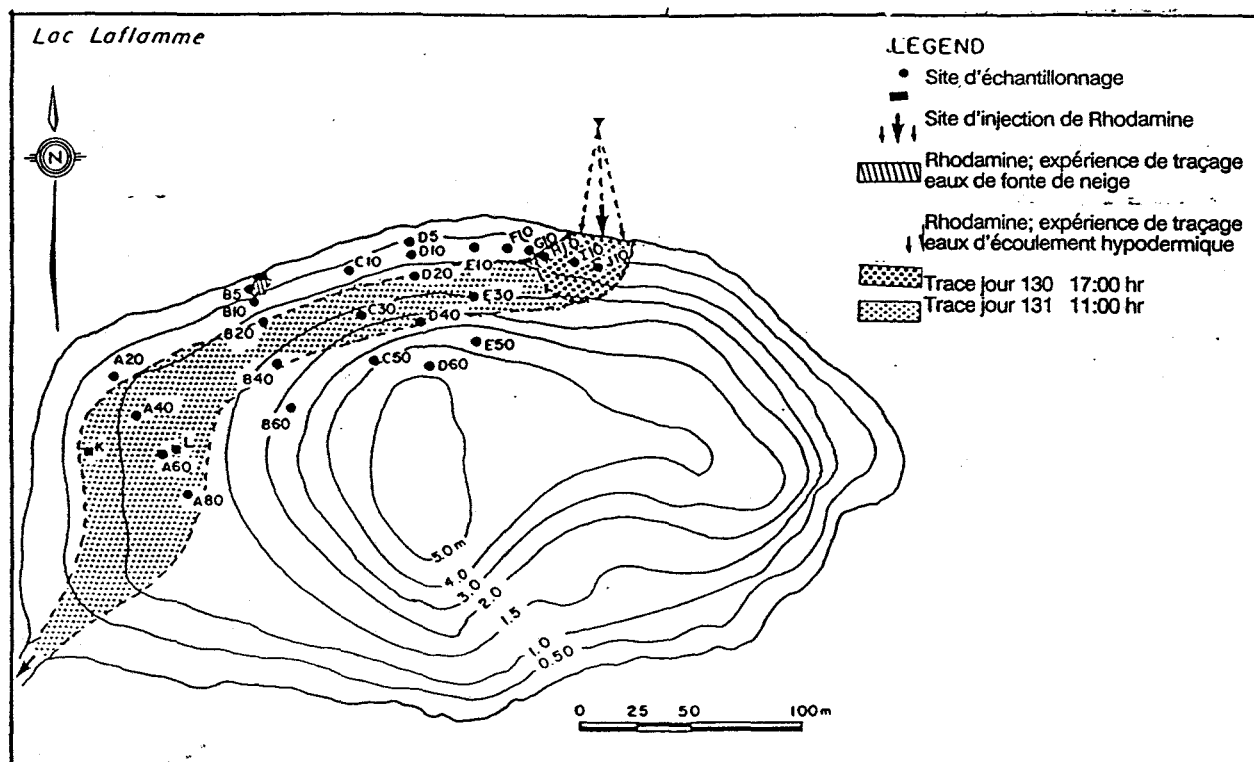 Lac Laflamme
LEGEND
Site d'échantillonnage
Site d'injection de Rhodamine
Rhodamine; expérience de traçage
eaux de fonte de neige
Rhodamine; expérience de traçage
eaux d'écoulement hypodermique
Trace jour 130 17:00 hr
Trace jour 131 11:00 hr
N
D5
D10
F10
G10
H10
I10
J10
C10
E10
D20
B5
B10
B20
C30
E30
D40
E50
A20
B40
C50
D60
A40
B60
K
L
A60
A80
5.0 m
4.0
3.0
2.0
1.5
1.0
0.50
0 25 50 100m